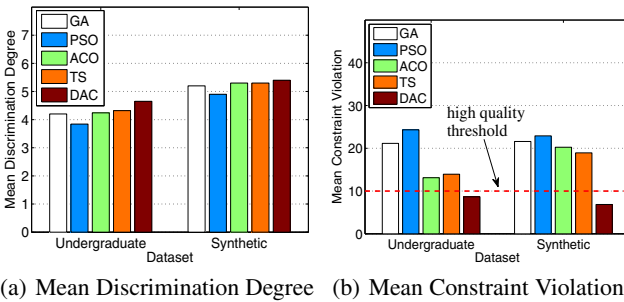 GA
PSO
ACO
TS
DAC
7
6
5
4
3
2
1
0
Mean Discrimination Degree
Undergraduate
Synthetic
Dataset
GA
PSO
ACO
TS
DAC
high quality
threshold
40
30
20
10
0
Mean Constraint Violation
Undergraduate
Synthetic
Dataset
(a) Mean Discrimination Degree
(b) Mean Constraint Violation